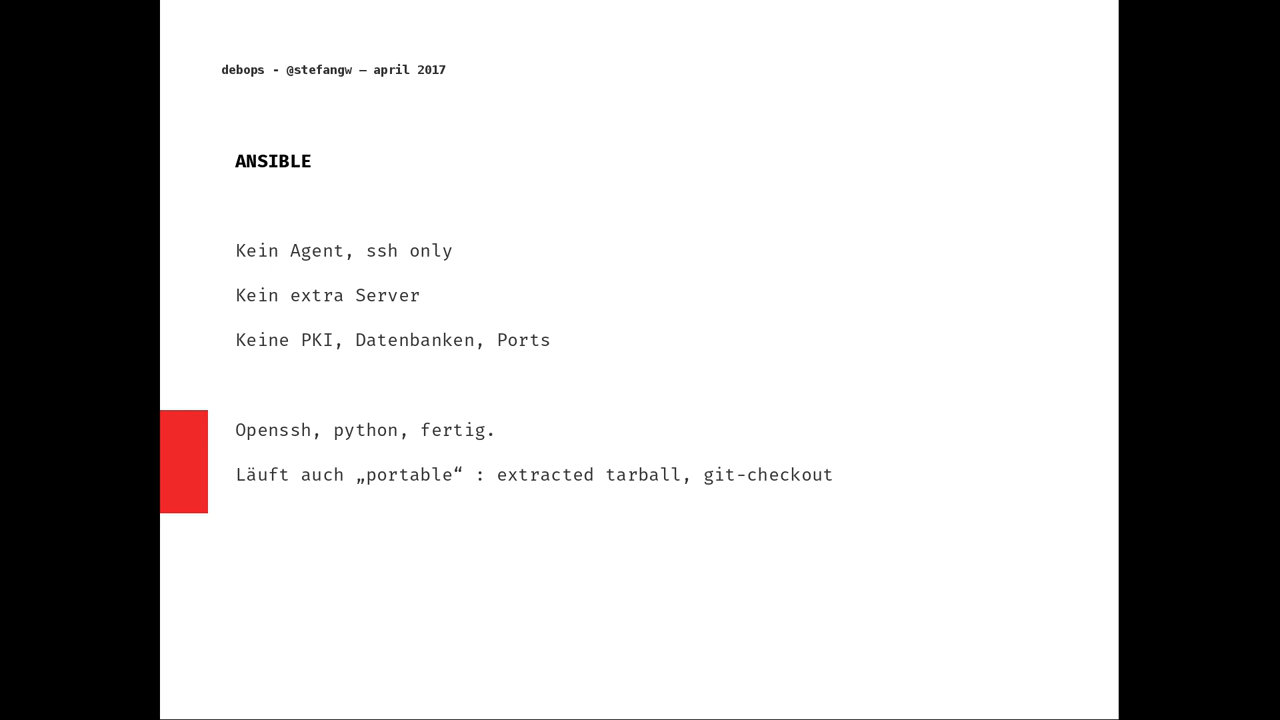 debops - @stefangw – april 2017
ANSIBLE
Kein Agent, ssh only
Kein extra Server
Keine PKI, Datenbanken, Ports
Openssh, python, fertig.
Läuft auch „portable“ : extracted tarball, git-checkout